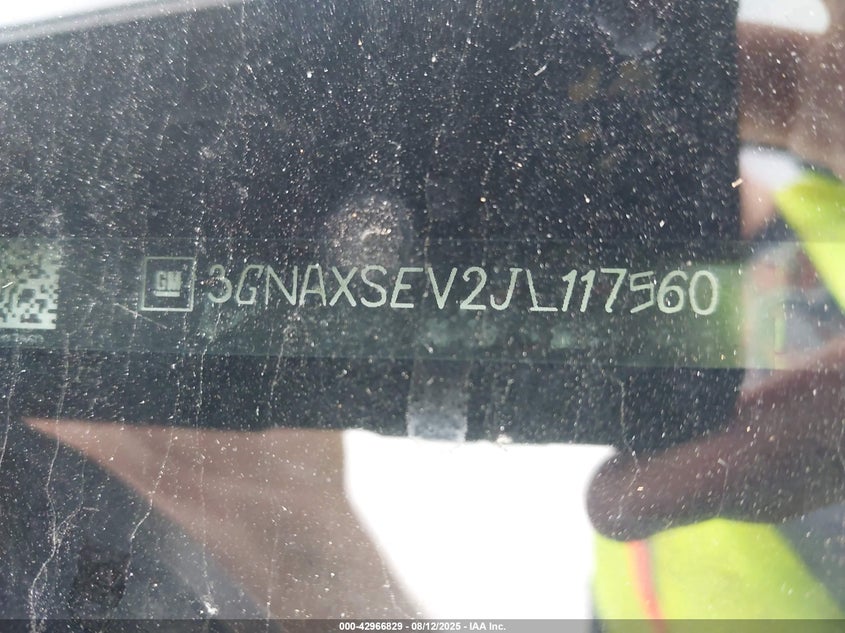 GM 3GNAXSEV2JL117560
000-42966829 - 08/12/2025 - IAA Inc.